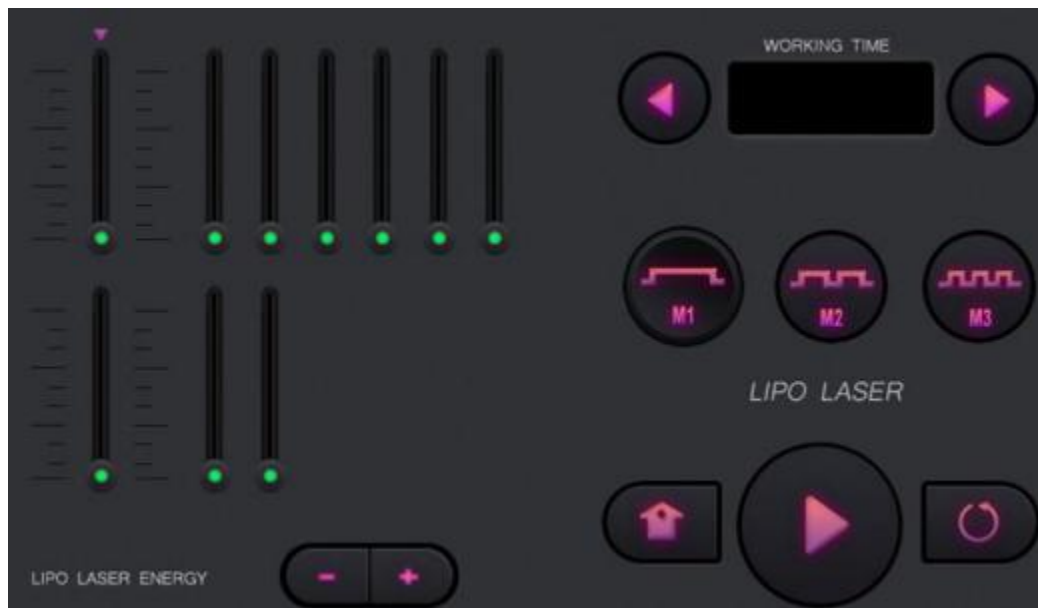 WORKING TIME
M1 M2 M3
LIPO LASER
LIPO LASER ENERGY - +